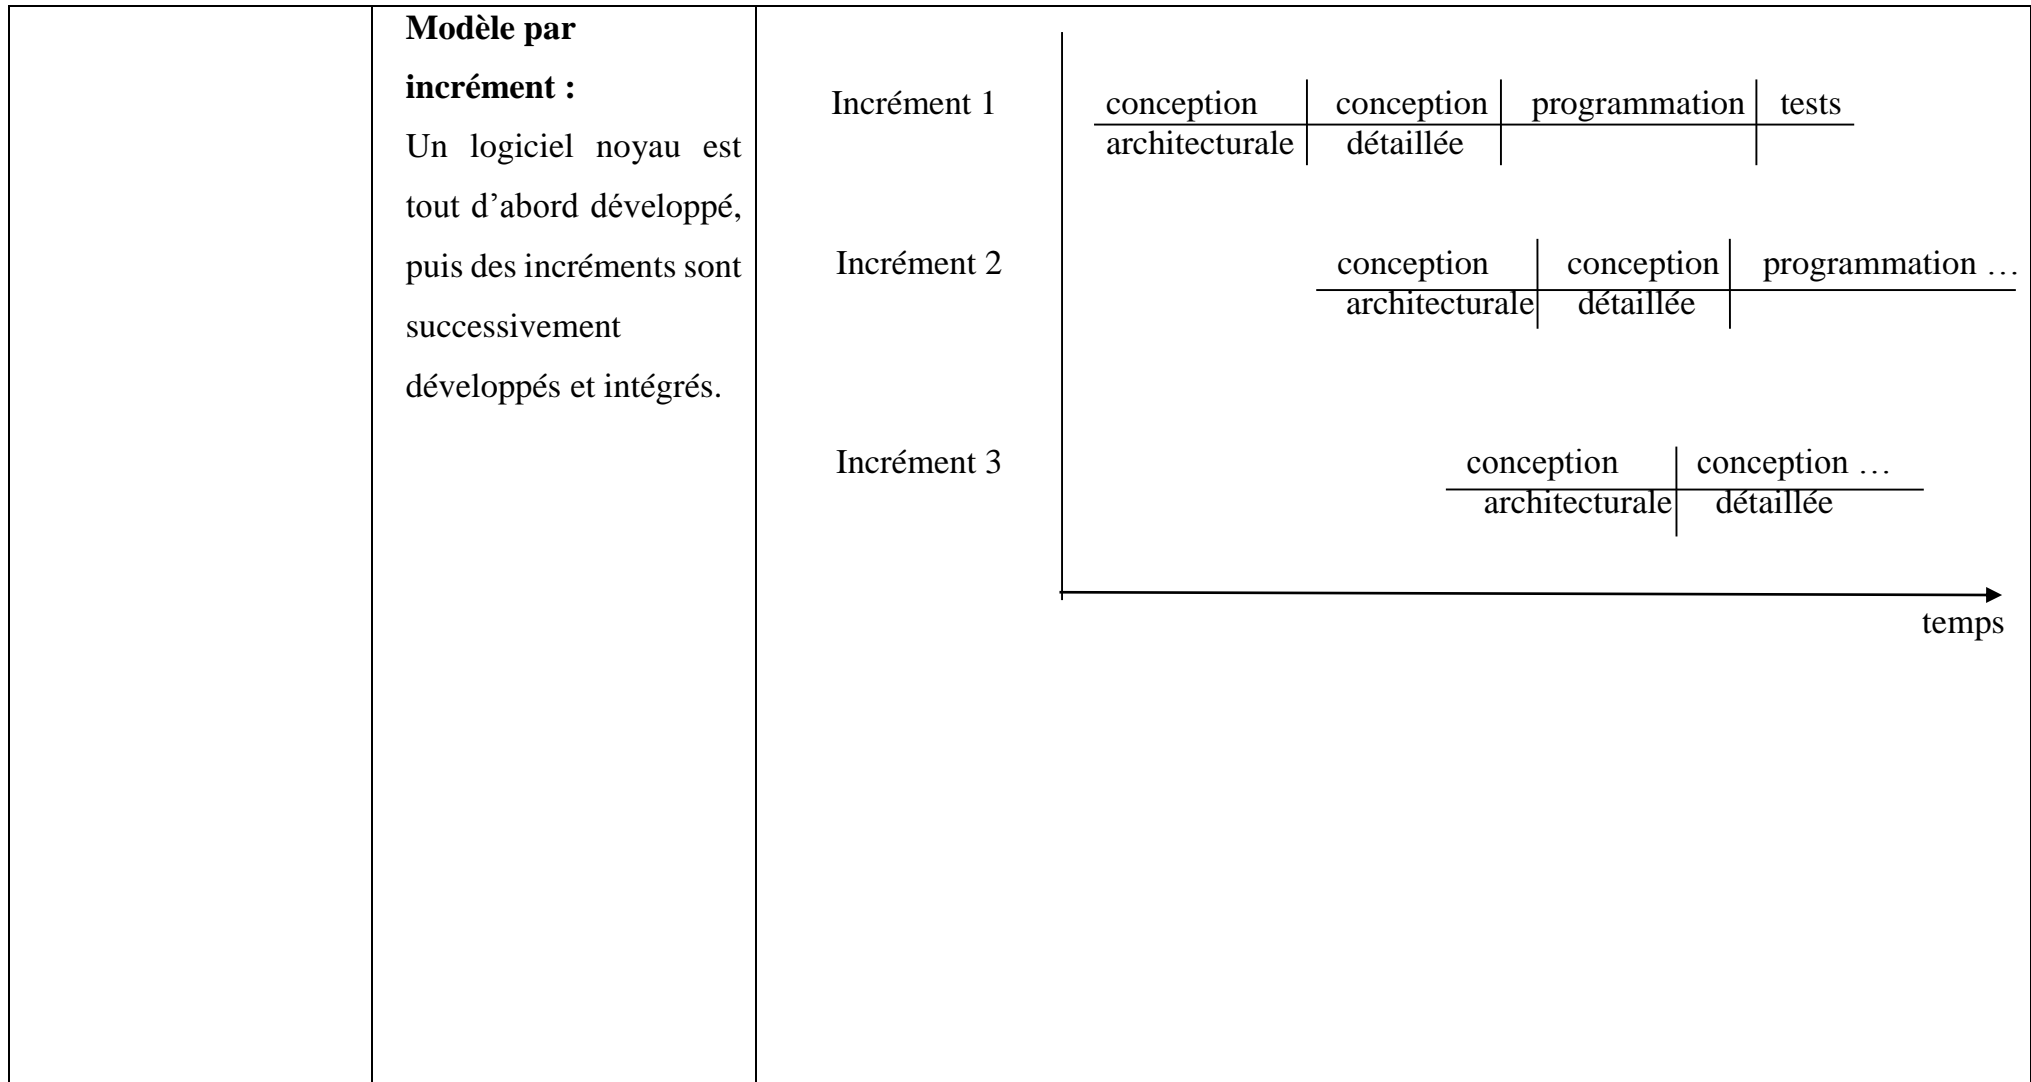 Modèle par
incrément :
Un logiciel noyau est
tout d’abord développé,
puis des incréments sont
successivement
développés et intégrés.
Incrément 1
conception conception programmation tests
architecturale détaillée
Incrément 2
conception conception programmation …
architecturale détaillée
Incrément 3
conception conception …
architecturale détaillée
temps